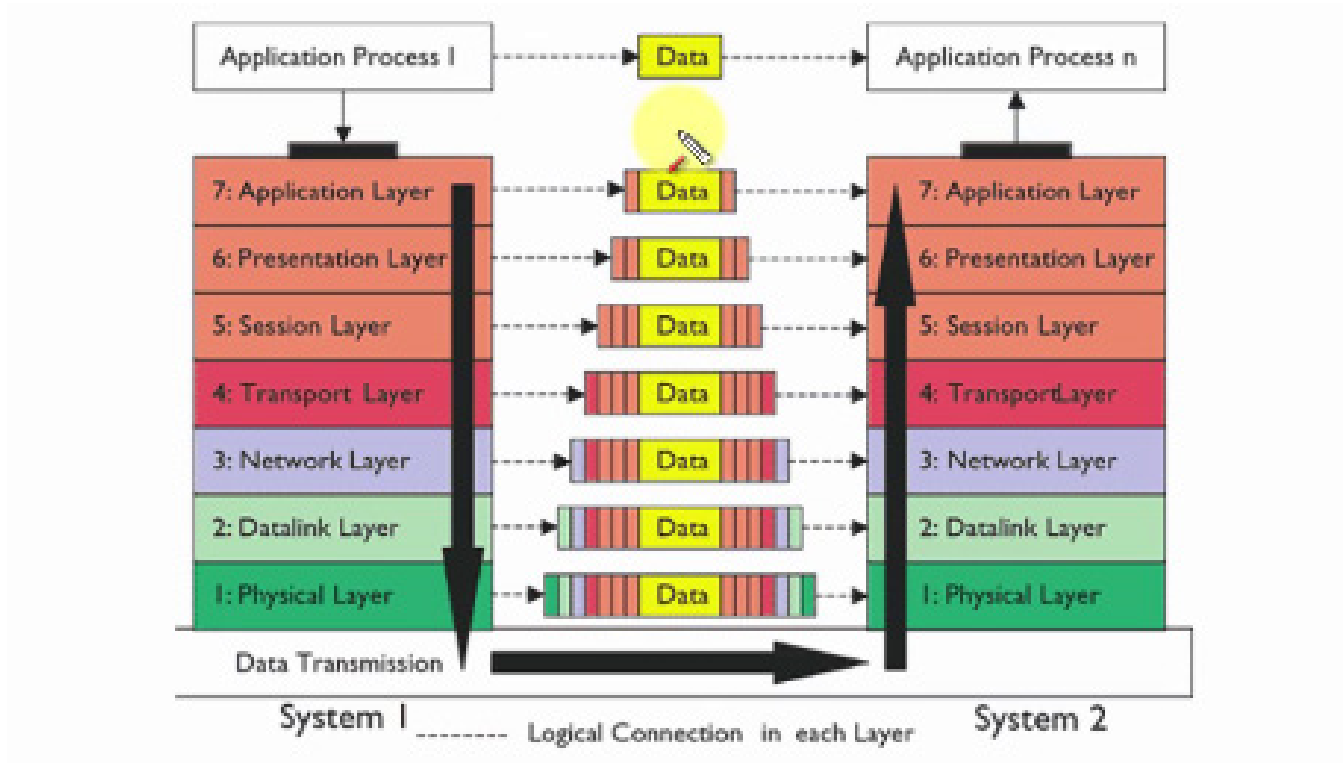 Application Process 1
Data
Application Process n
7: Application Layer
Data
7: Application Layer
6: Presentation Layer
Data
6: Presentation Layer
5: Session Layer
Data
5: Session Layer
4: Transport Layer
Data
4: TransportLayer
3: Network Layer
Data
3: Network Layer
2: Datalink Layer
Data
2: Datalink Layer
1: Physical Layer
Data
1: Physical Layer
Data Transmission
System 1
Logical Connection in each Layer
System 2